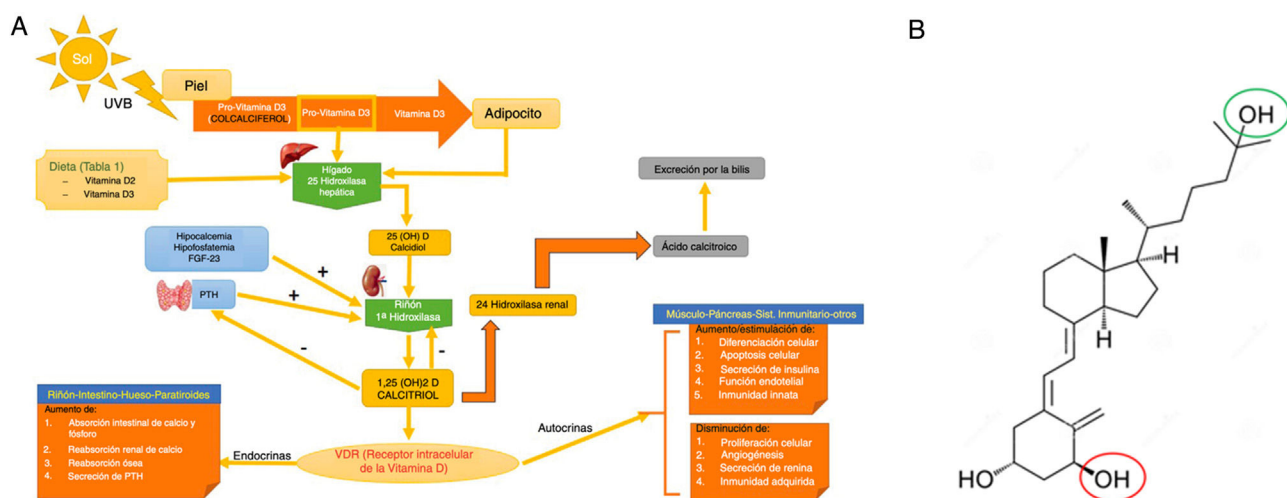 A
Sol
UVB
Piel
Pro-Vitamina D3
(COLCALCIFEROL)
Pro-Vitamina D3
Vitamina D3
Adipocito
Dieta (Tabla 1)
– Vitamina D2
– Vitamina D3
Hígado
25 Hidroxilasa
hepática
Excreción por la bilis
25 (OH) D
Calcidiol
Ácido calcitroico
Hipocalcemia
Hipofosfatemia
FGF-23
+
PTH
+
Riñón
1ª Hidroxilasa
24 Hidroxilasa renal
-
-
1,25 (OH)2 D
CALCITRIOL
Músculo-Páncreas-Sist. Inmunitario-otros
Aumento/estimulación de:
1. Diferenciación celular
2. Apoptosis celular
3. Secreción de insulina
4. Función endotelial
5. Inmunidad innata
Disminución de:
1. Proliferación celular
2. Angiogénesis
3. Secreción de renina
4. Inmunidad adquirida
Riñón-Intestino-Hueso-Paratiroides
Aumento de:
1. Absorción intestinal de calcio y
fósforo
2. Reabsorción renal de calcio
3. Reabsorción ósea
4. Secreción de PTH
Endocrinas
VDR (Receptor intracelular
de la Vitamina D)
Autocrinas
B
OH
H
H
HO
OH